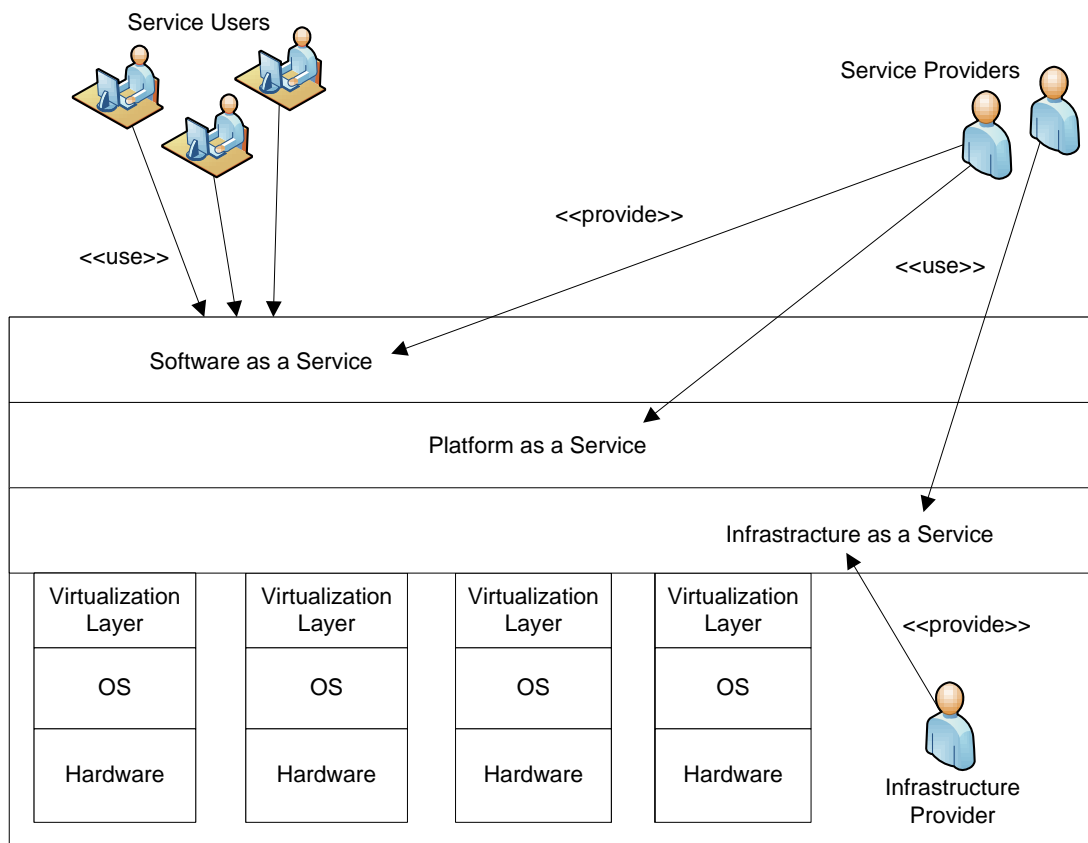 Service Users
Service Providers
<<provide>>
<<use>>
<<use>>
Software as a Service
Platform as a Service
Infrastracture as a Service
Virtualization
Layer
Virtualization
Layer
Virtualization
Layer
Virtualization
Layer
<<provide>>
OS
OS
OS
OS
Hardware
Hardware
Hardware
Hardware
Infrastructure
Provider